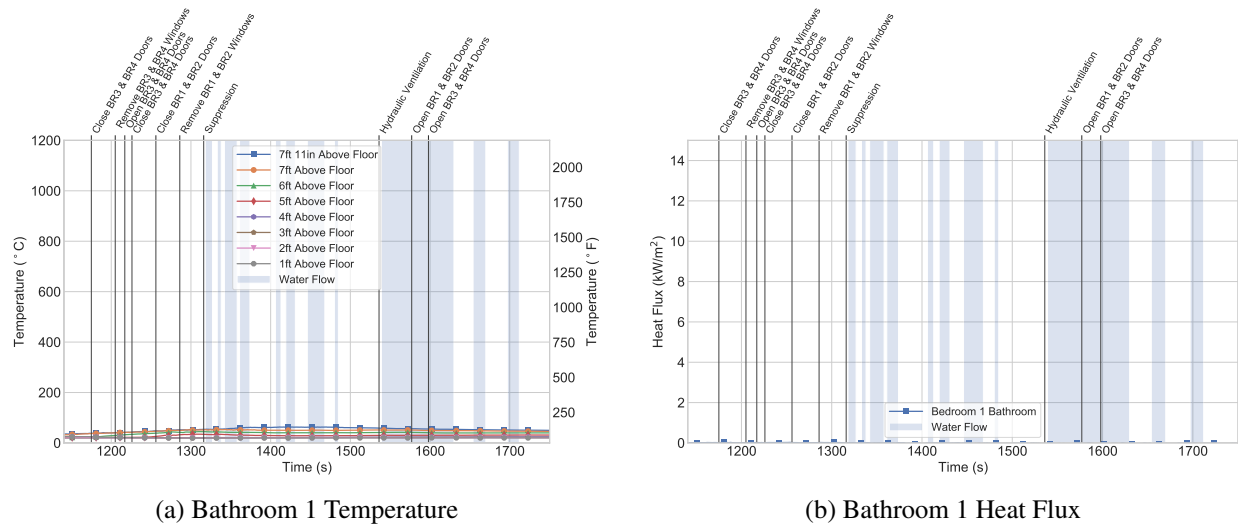 Close BR3 & BR4 Doors
Remove BR3 & BR4 Windows
Open BR3 & BR4 Doors
Close BR3 & BR4 Doors
Close BR1 & BR2 Doors
Remove BR1 & BR2 Windows
Suppression
Hydraulic Ventilation
Open BR1 & BR2 Doors
Open BR3 & BR4 Doors
1200
1000
800
600
400
200
0
Temperature (°C)
2000
1750
1500
1250
1000
750
500
250
Temperature (°F)
7ft 11in Above Floor
7ft Above Floor
6ft Above Floor
5ft Above Floor
4ft Above Floor
3ft Above Floor
2ft Above Floor
1ft Above Floor
Water Flow
1200 1300 1400 1500 1600 1700
Time (s)
(a) Bathroom 1 Temperature
Close BR3 & BR4 Doors
Remove BR3 & BR4 Windows
Open BR3 & BR4 Doors
Close BR3 & BR4 Doors
Close BR1 & BR2 Doors
Remove BR1 & BR2 Windows
Suppression
Hydraulic Ventilation
Open BR1 & BR2 Doors
Open BR3 & BR4 Doors
14
12
10
8
6
4
2
0
Heat Flux (kW/m²)
Bedroom 1 Bathroom
Water Flow
1200 1300 1400 1500 1600 1700
Time (s)
(b) Bathroom 1 Heat Flux